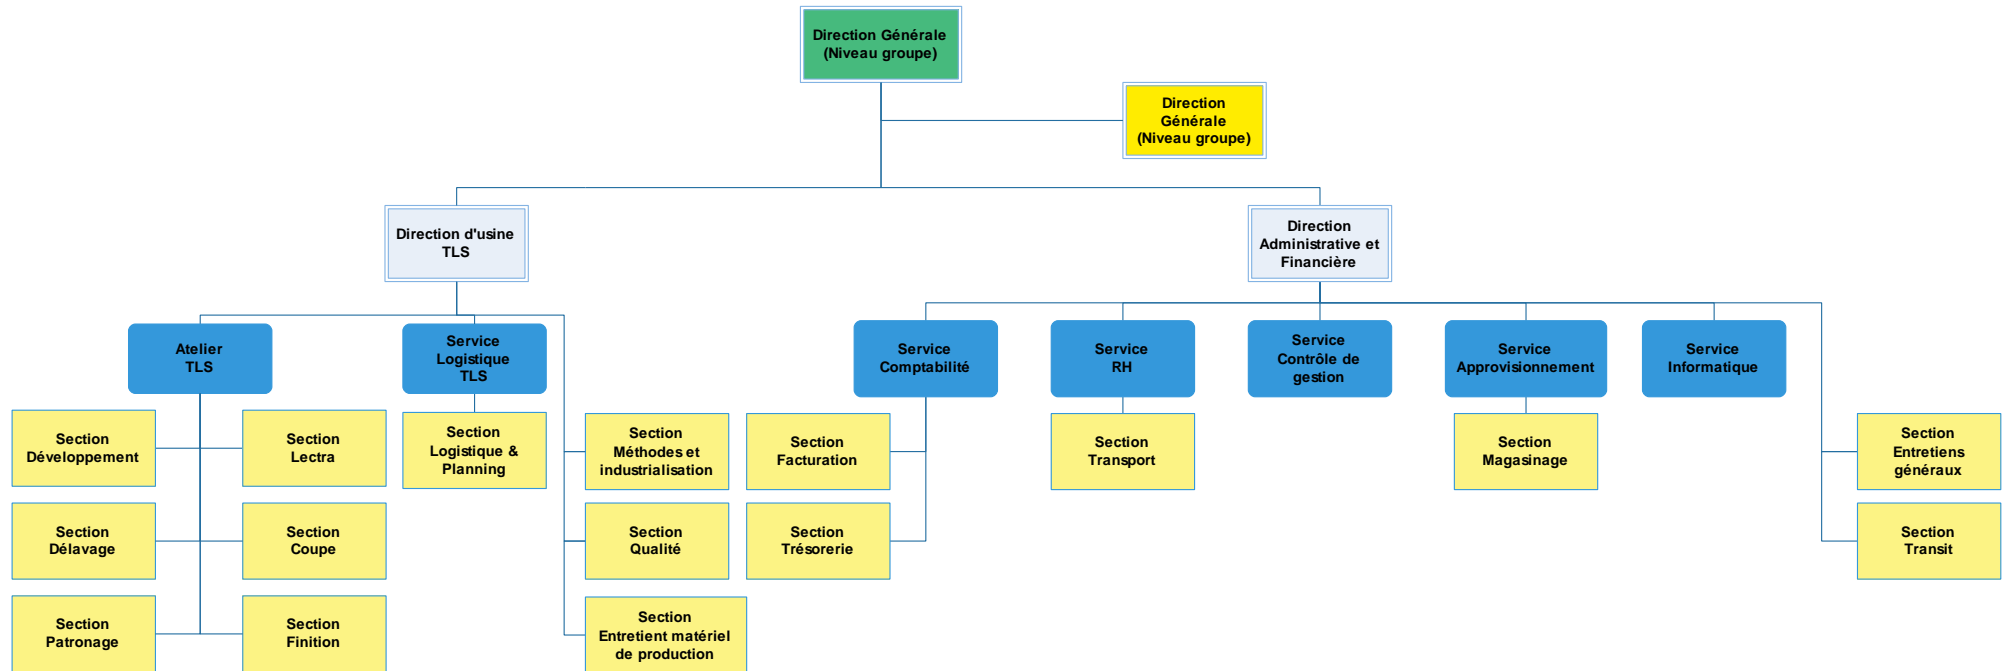 Direction Générale
(Niveau groupe)
Direction
Générale
(Niveau groupe)
Direction d'usine
TLS
Direction
Administrative et
Financière
Atelier
TLS
Service
Logistique
TLS
Service
Comptabilité
Service
RH
Service
Contrôle de
gestion
Service
Approvisionnement
Service
Informatique
Section
Développement
Section
Lectra
Section
Logistique &
Planning
Section
Méthodes et
industrialisation
Section
Facturation
Section
Transport
Section
Magasinage
Section
Entretiens
généraux
Section
Délavage
Section
Coupe
Section
Qualité
Section
Trésorerie
Section
Transit
Section
Patronage
Section
Finition
Section
Entretient matériel
de production